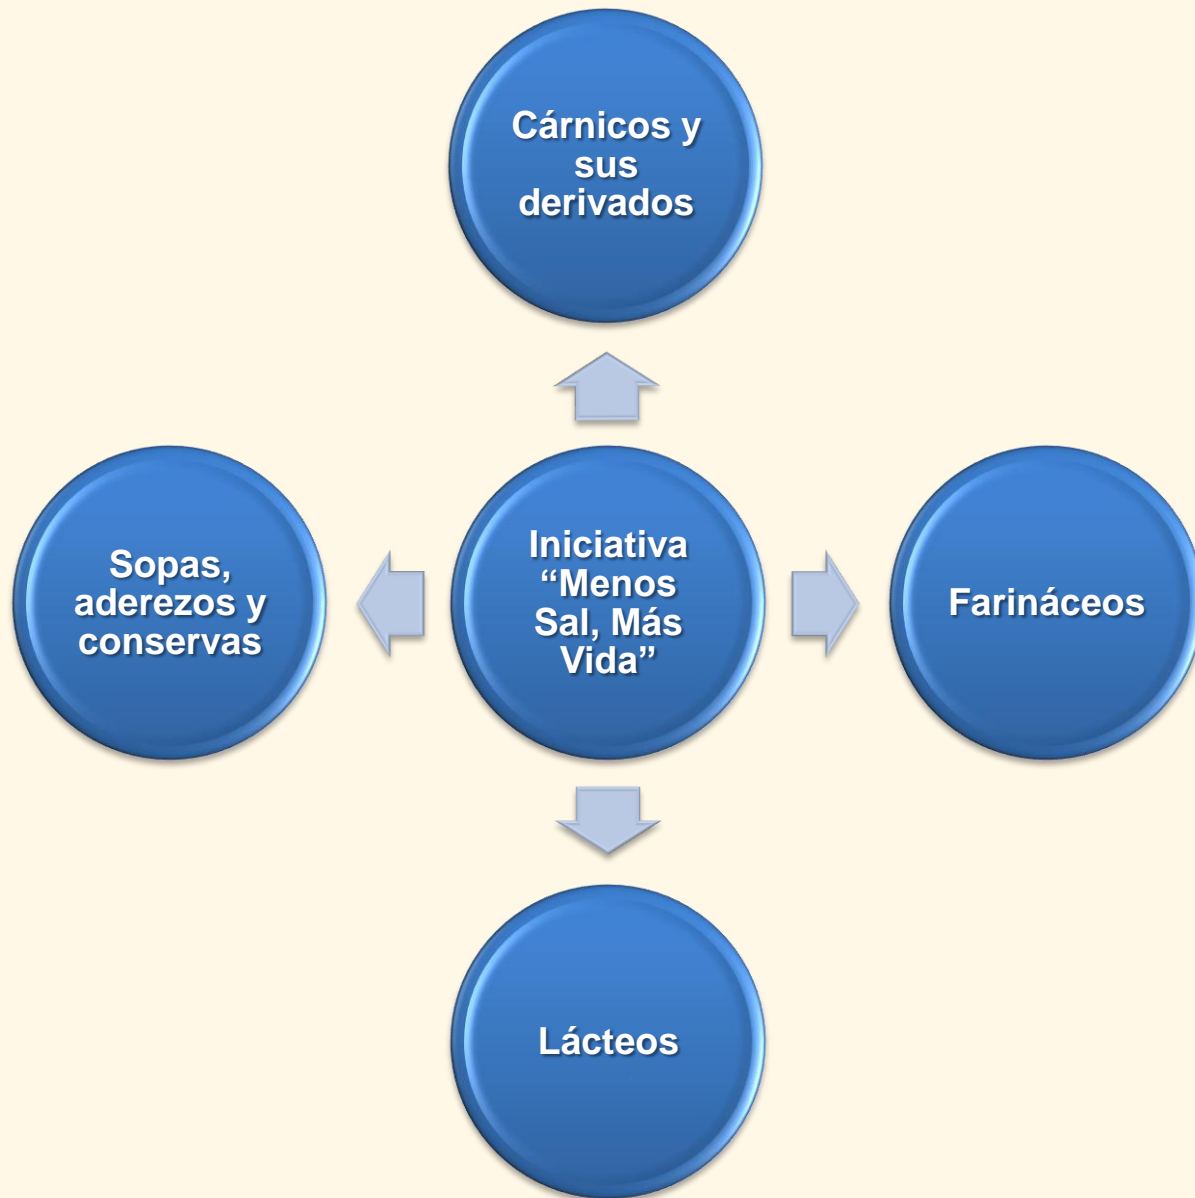 Cárnicos y
sus
derivados
Sopas,
aderezos y
conservas
Iniciativa
“Menos
Sal, Más
Vida”
Farináceos
Lácteos